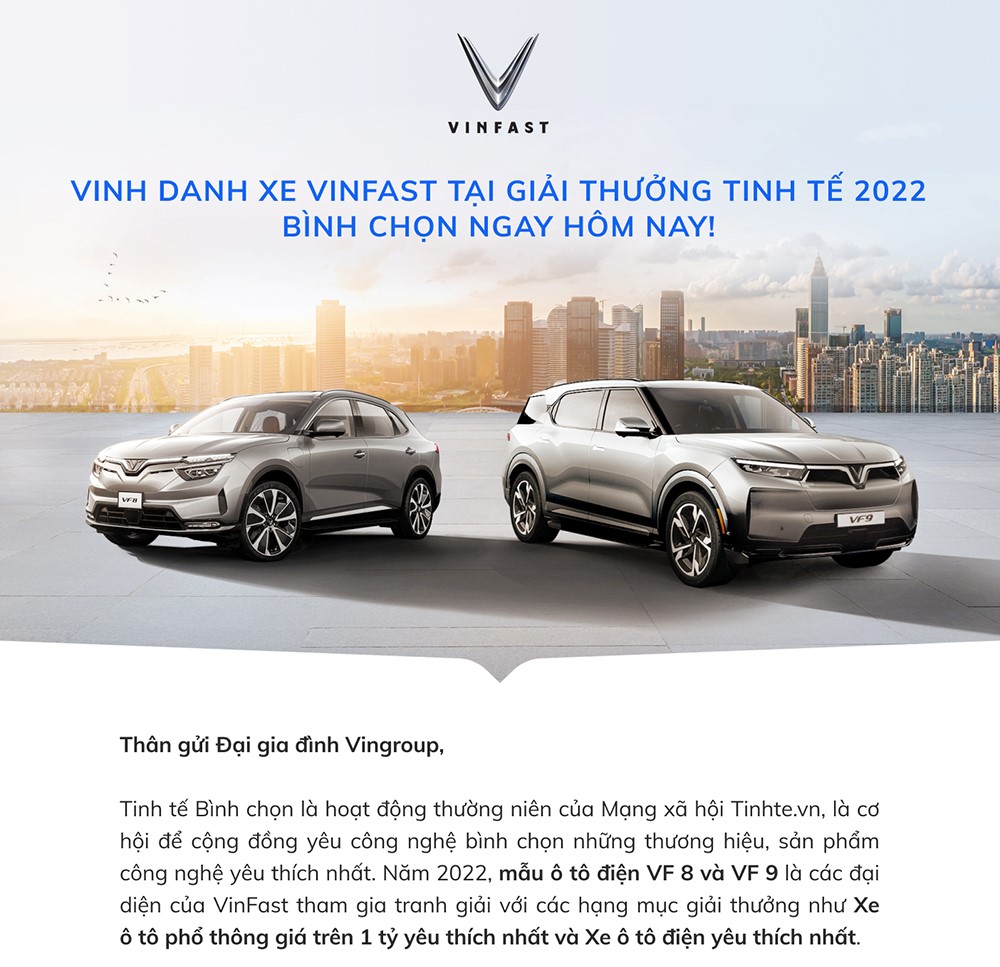 VINFAST
VINH DANH XE VINFAST TẠI GIẢI THƯỞNG TINH TẾ 2022
BÌNH CHỌN NGAY HÔM NAY!
VF8
VF9
Thân gửi Đại gia đình Vingroup,
Tinh tế Bình chọn là hoạt động thường niên của Mạng xã hội Tinhte.vn, là cơ
hội để cộng đồng yêu công nghệ bình chọn những thương hiệu, sản phẩm
công nghệ yêu thích nhất. Năm 2022, mẫu ô tô điện VF 8 và VF 9 là các đại
diện của VinFast tham gia tranh giải với các hạng mục giải thưởng như Xe
ô tô phổ thông giá trên 1 tỷ yêu thích nhất và Xe ô tô điện yêu thích nhất.